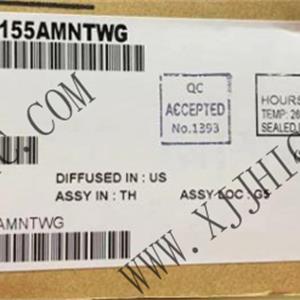 155AMNTWG
QC
ACCEPTED
No.1393
HOURS
TEMP: 26
SEALED
DIFFUSED IN : US
ASSY IN : TH
ASSY LOC : G5
AMNTWG
WWW.XJJHIC